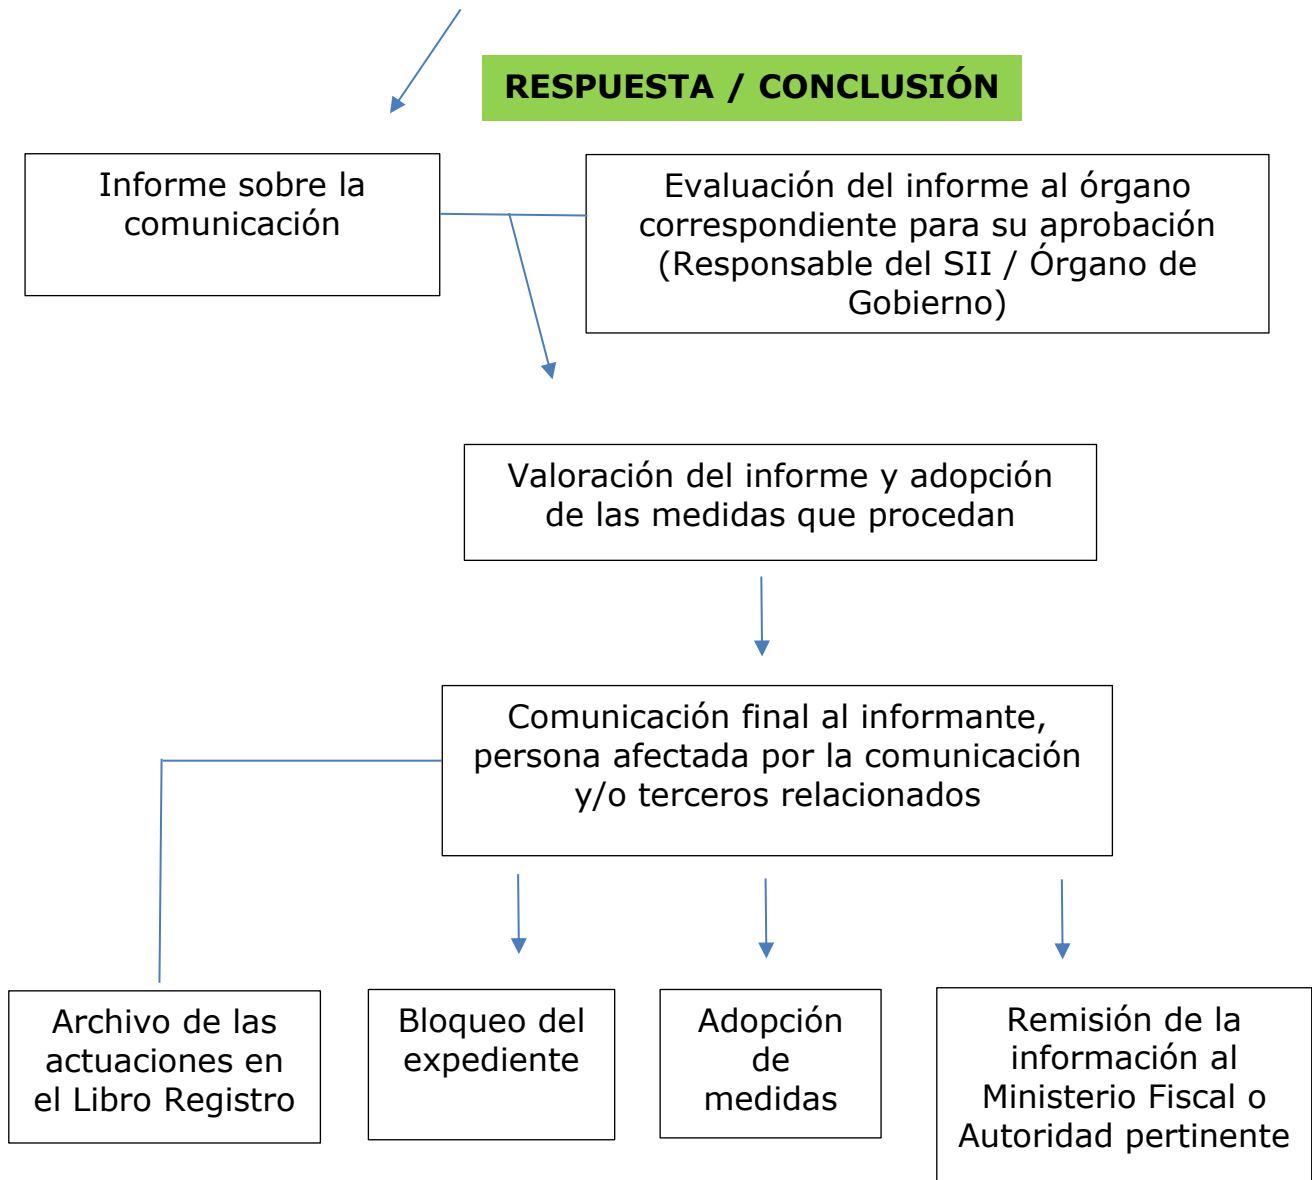 RESPUESTA / CONCLUSIÓN
Informe sobre la
comunicación
Evaluación del informe al órgano
correspondiente para su aprobación
(Responsable del SII / Órgano de
Gobierno)
Valoración del informe y adopción
de las medidas que procedan
Comunicación final al informante,
persona afectada por la comunicación
y/o terceros relacionados
Archivo de las
actuaciones en
el Libro Registro
Bloqueo del
expediente
Adopción
de
medidas
Remisión de la
información al
Ministerio Fiscal o
Autoridad pertinente